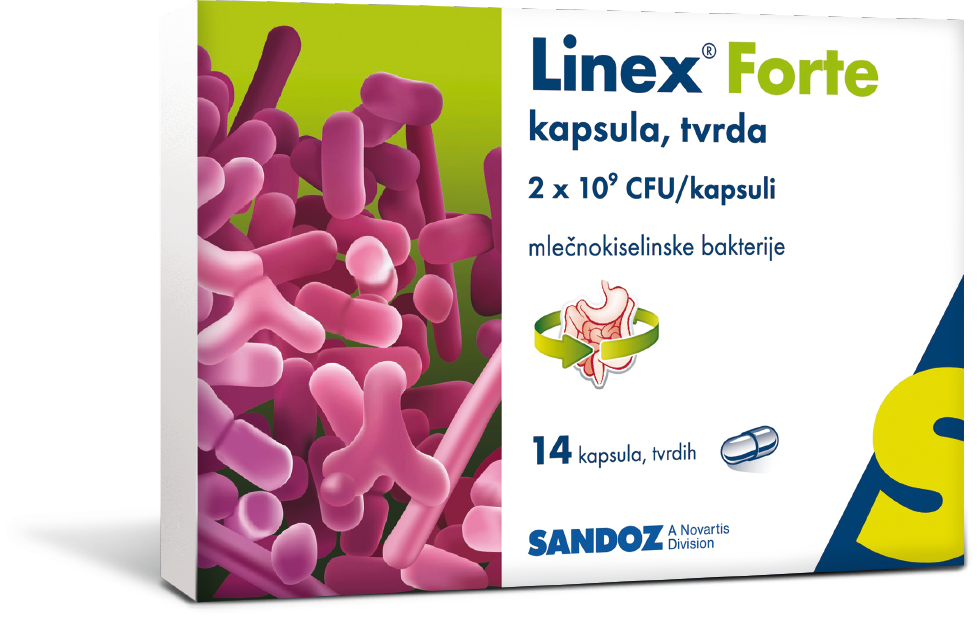 Linex® Forte
kapsula, tvrda
2 x 10⁹ CFU/kapsuli
mlečnokiselinske bakterije
14 kapsula, tvrdih
SANDOZ A Novartis
Division
S